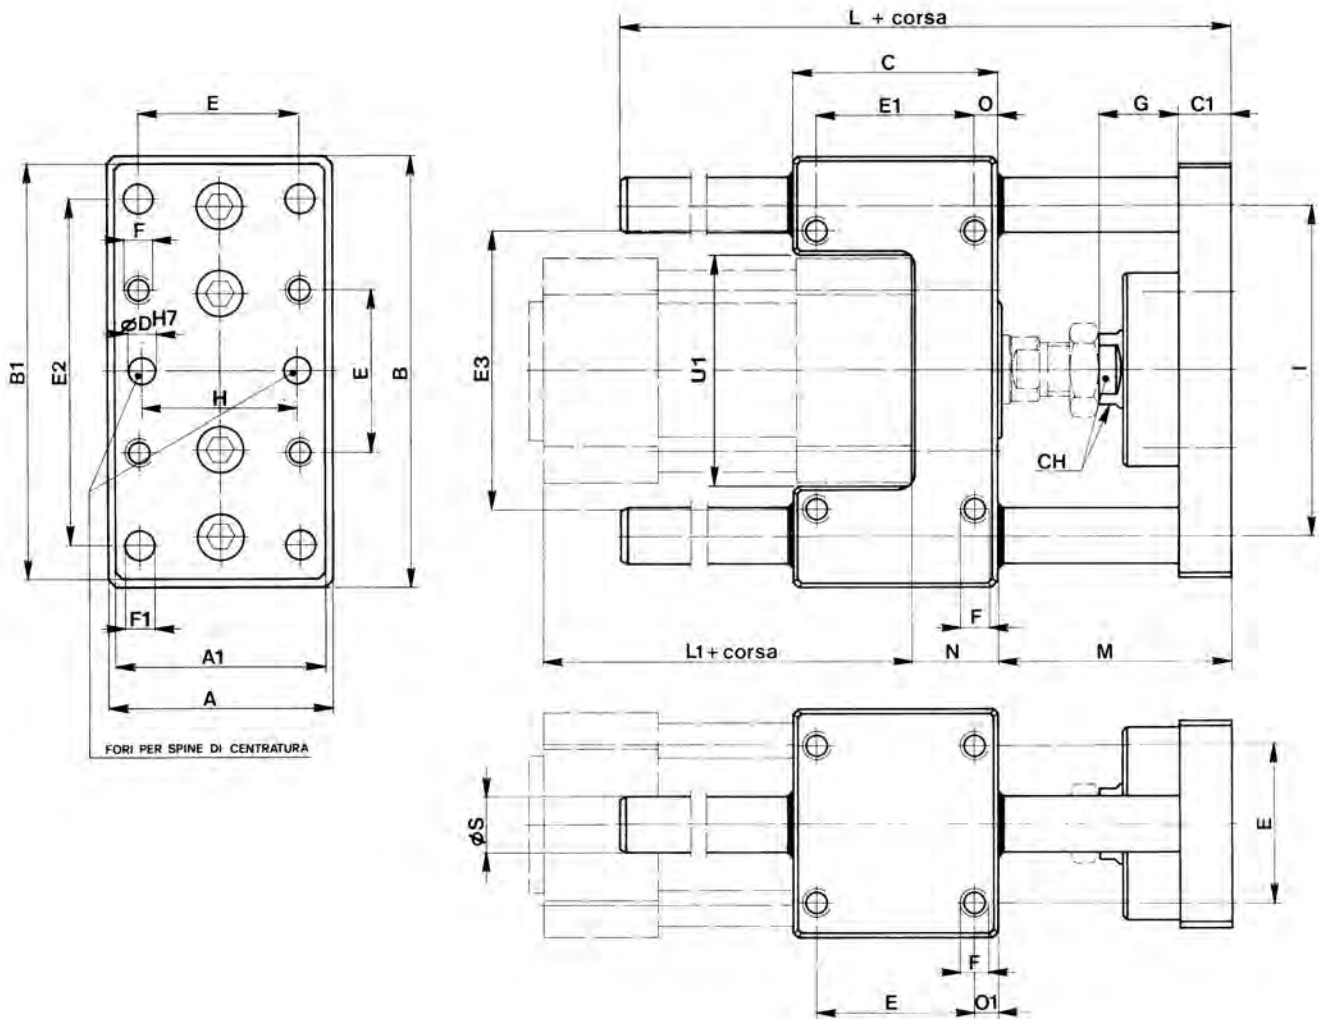 L + corsa
C
E1
O
G
C1
E
F
ØDH7
B1
E2
H
E
B
F1
A1
A
FORI PER SPINE DI CENTRATURA
E3
U1
I
CH
F
L1 + corsa
N
M
ØS
E
F
E
O1